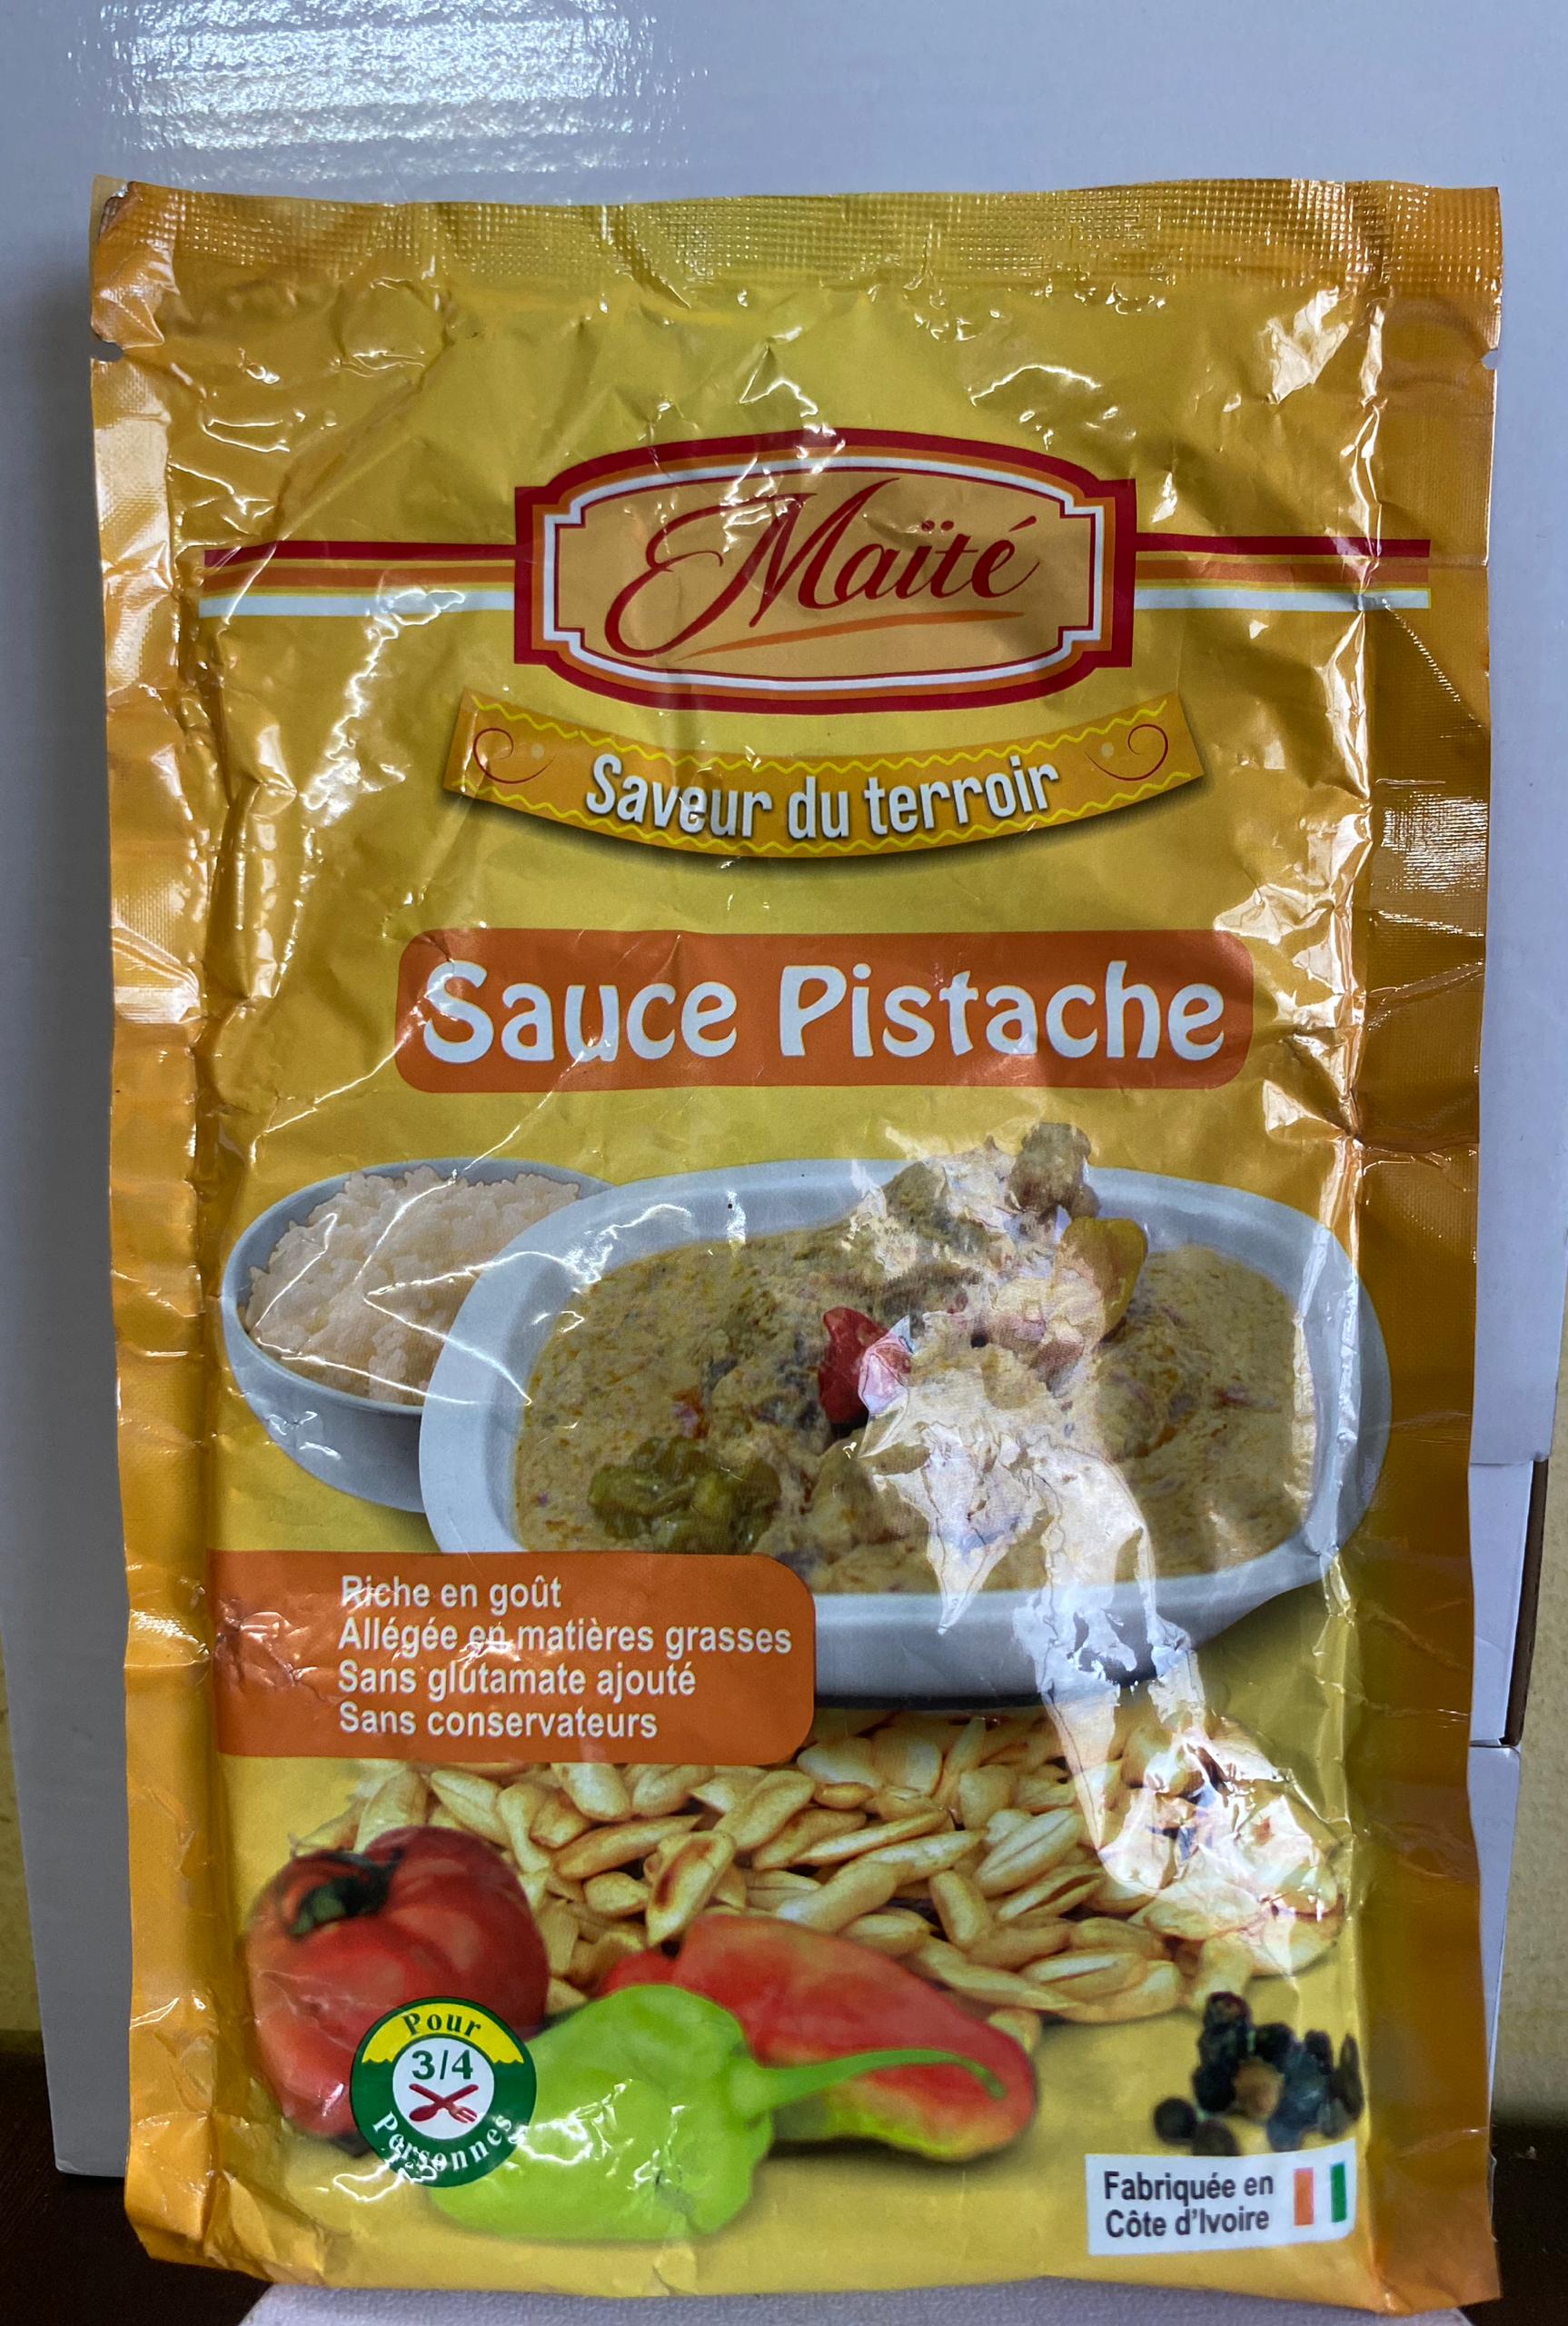 Maïté
Saveur du terroir
Sauce Pistache
Riche en goût
Allégée en matières grasses
Sans glutamate ajouté
Sans conservateurs
Pour
3/4
Personnes
Fabriquée en
Côte d'Ivoire